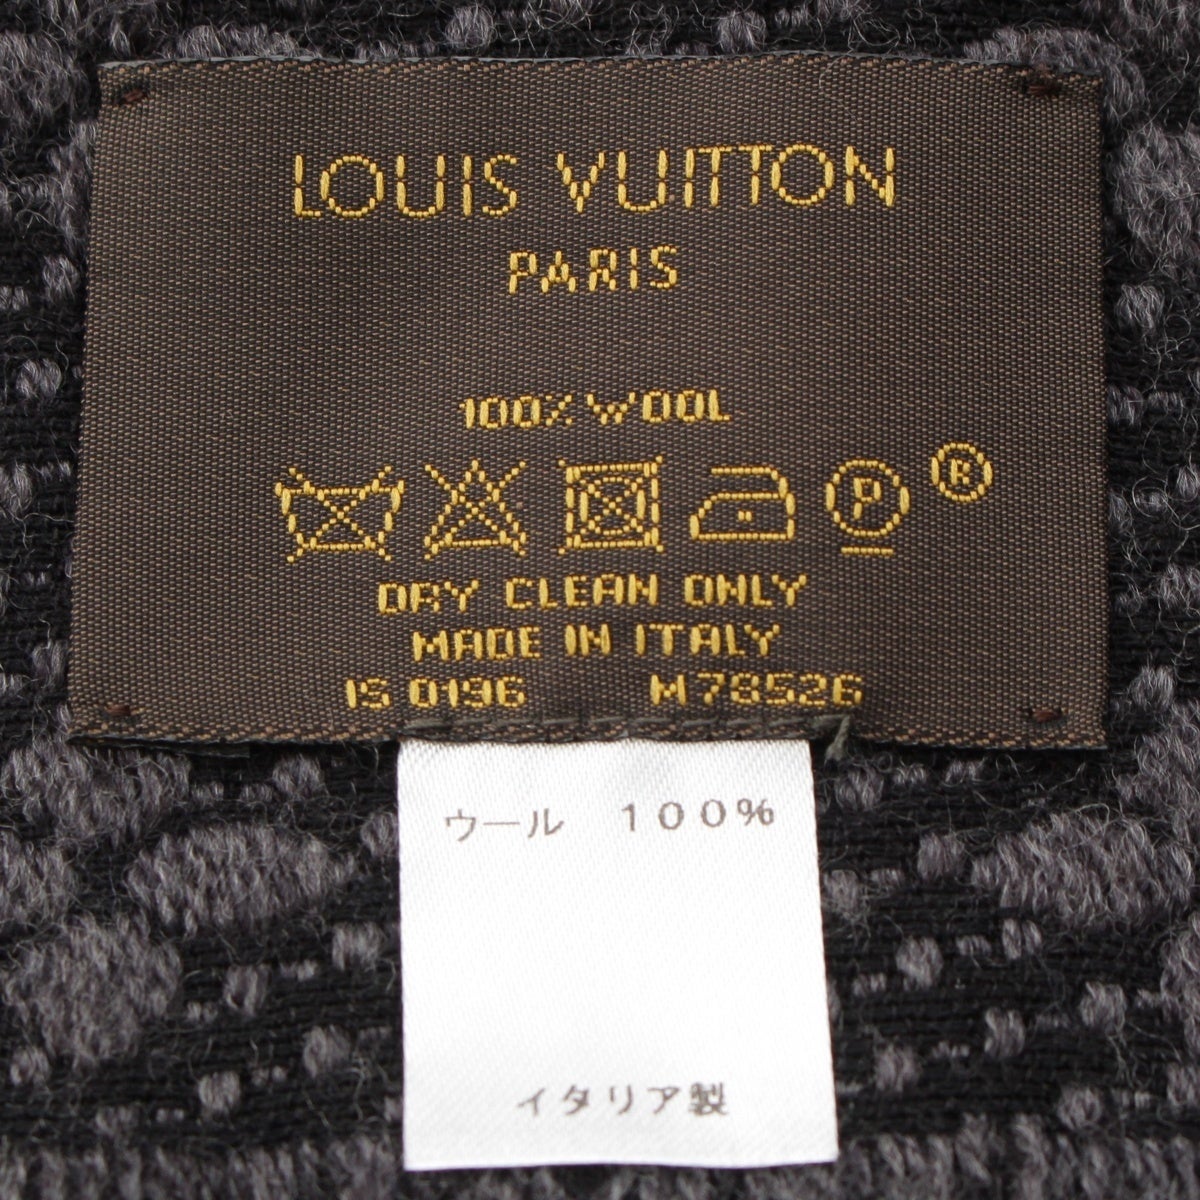 LOUIS VUITTON
PARIS
100% WOOL
P ®
DRY CLEAN ONLY
MADE IN ITALY
IS 0196 M78526
ウール 100%
イタリア製